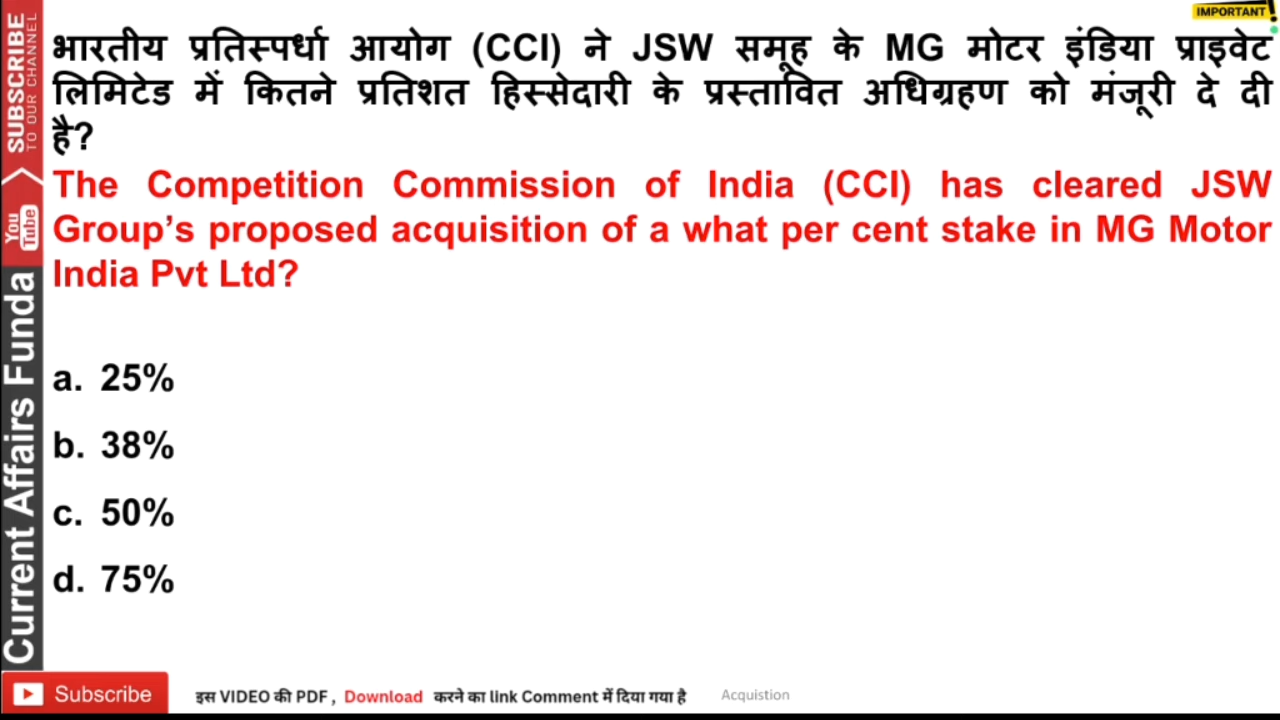 IMPORTANT !
भारतीय प्रतिस्पर्धा आयोग (CCI) ने JSW समूह के MG मोटर इंडिया प्राइवेट
लिमिटेड में कितने प्रतिशत हिस्सेदारी के प्रस्तावित अधिग्रहण को मंजूरी दे दी
है?
The Competition Commission of India (CCI) has cleared JSW
Group’s proposed acquisition of a what per cent stake in MG Motor
India Pvt Ltd?
a. 25%
b. 38%
c. 50%
d. 75%
SUBSCRIBE
TO OUR CHANNEL
You Tube
Current Affairs Funda
Subscribe
इस VIDEO की PDF , Download करने का link Comment में दिया गया है
Acquistion